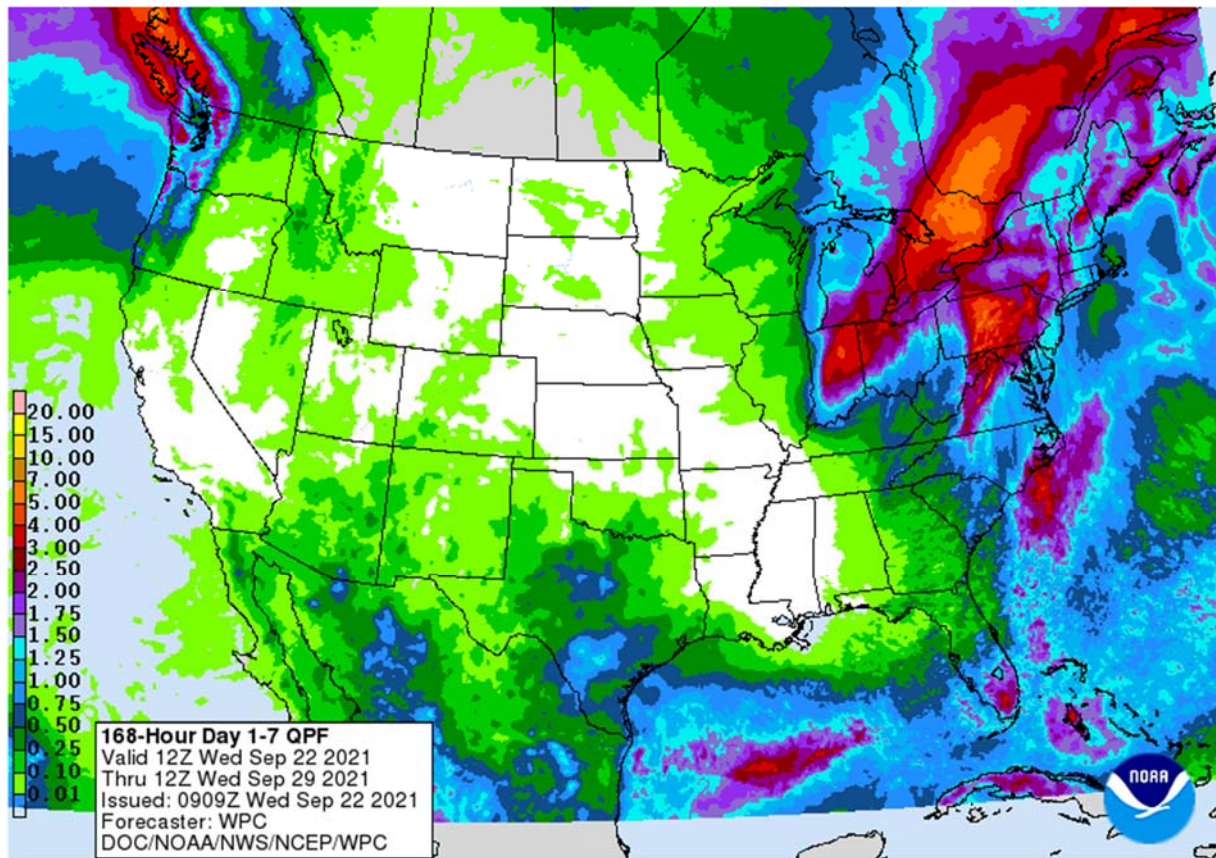 20.00
15.00
10.00
7.00
5.00
4.00
3.00
2.50
2.00
1.75
1.50
1.25
1.00
0.75
0.50
0.25
0.10
0.01
168-Hour Day 1-7 QPF
Valid 12Z Wed Sep 22 2021
Thru 12Z Wed Sep 29 2021
Issued: 0909Z Wed Sep 22 2021
Forecaster: WPC
DOC/NOAA/NWS/NCEP/WPC
NOAA